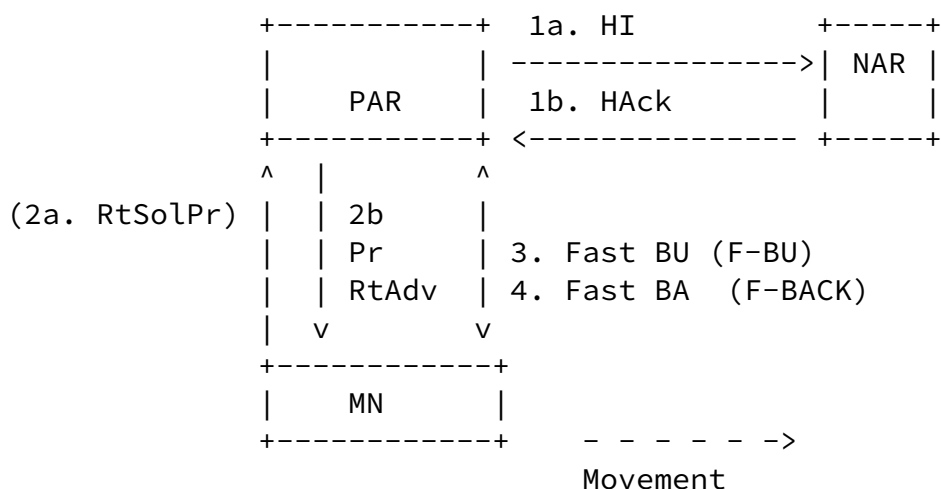 1a. HI
NAR
PAR 1b. HAck
(2a. RtSolPr) 2b
Pr 3. Fast BU (F-BU)
RtAdv 4. Fast BA (F-BACK)
MN
Movement